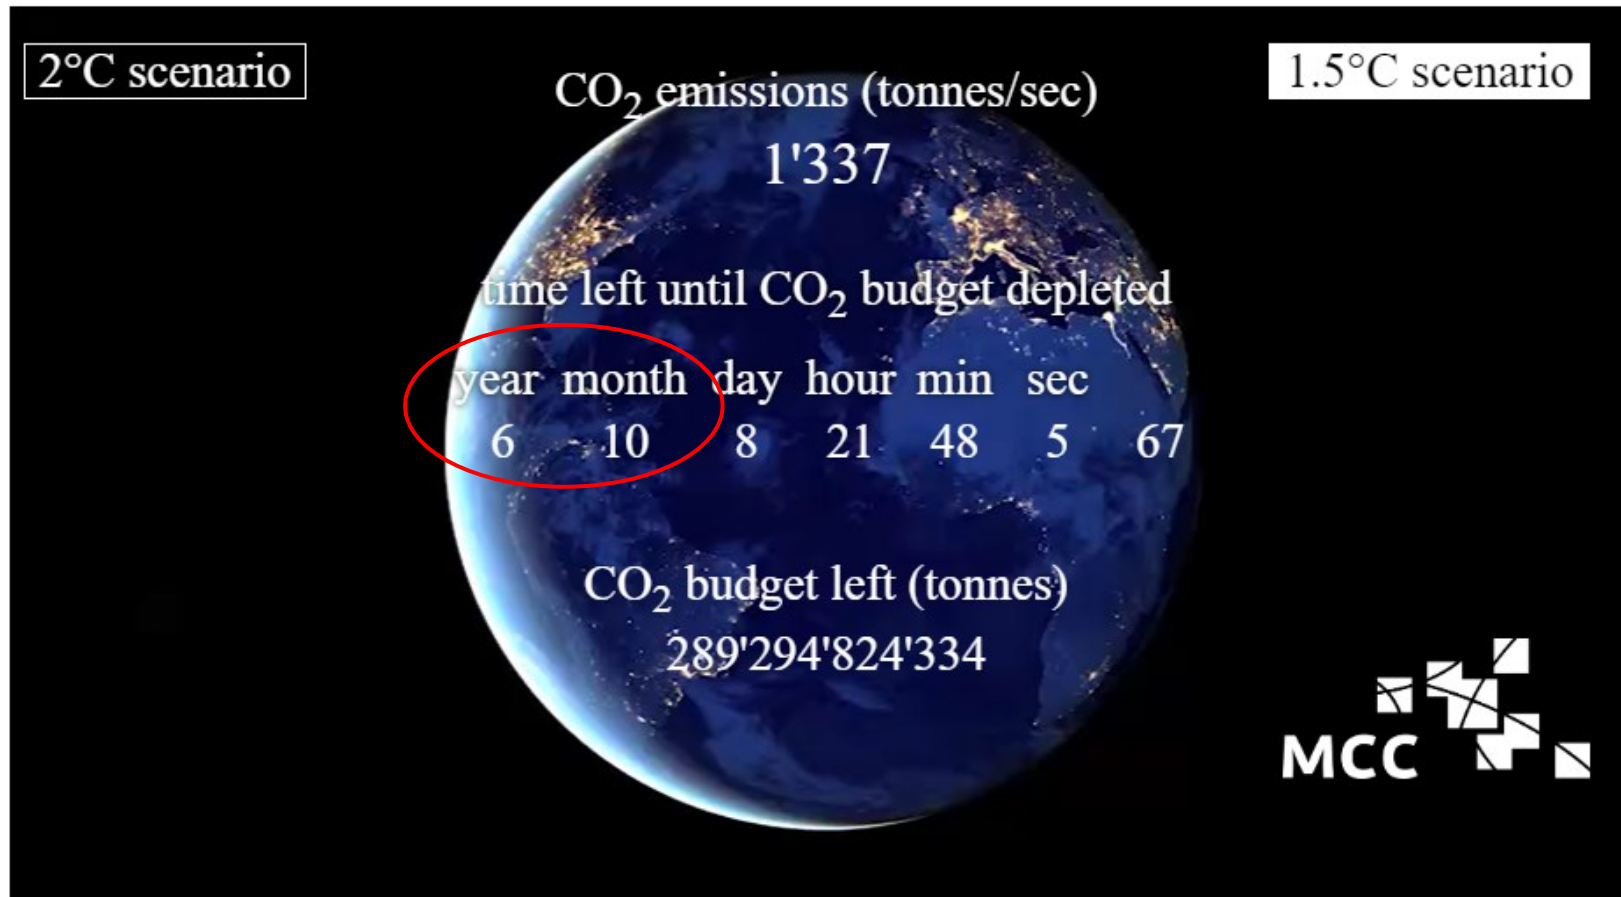 2°C scenario
1.5°C scenario
CO₂ emissions (tonnes/sec)
1'337
time left until CO₂ budget depleted
year month day hour min sec
6 10 8 21 48 5 67
CO₂ budget left (tonnes)
289'294'824'334
MCC